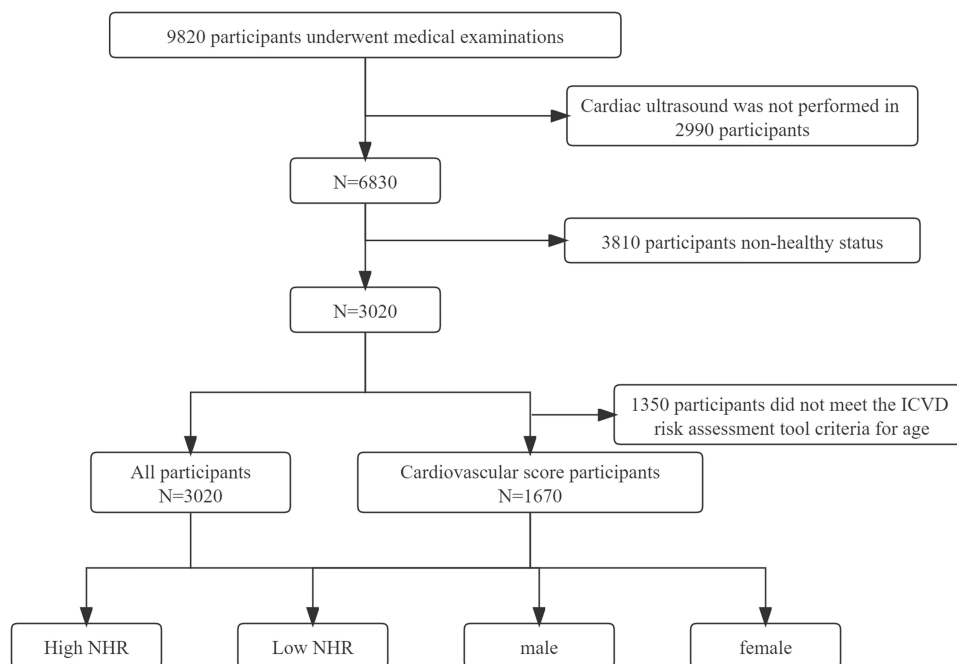 9820 participants underwent medical examinations
Cardiac ultrasound was not performed in
2990 participants
N=6830
3810 participants non-healthy status
N=3020
1350 participants did not meet the ICVD
risk assessment tool criteria for age
All participants
N=3020
Cardiovascular score participants
N=1670
High NHR
Low NHR
male
female